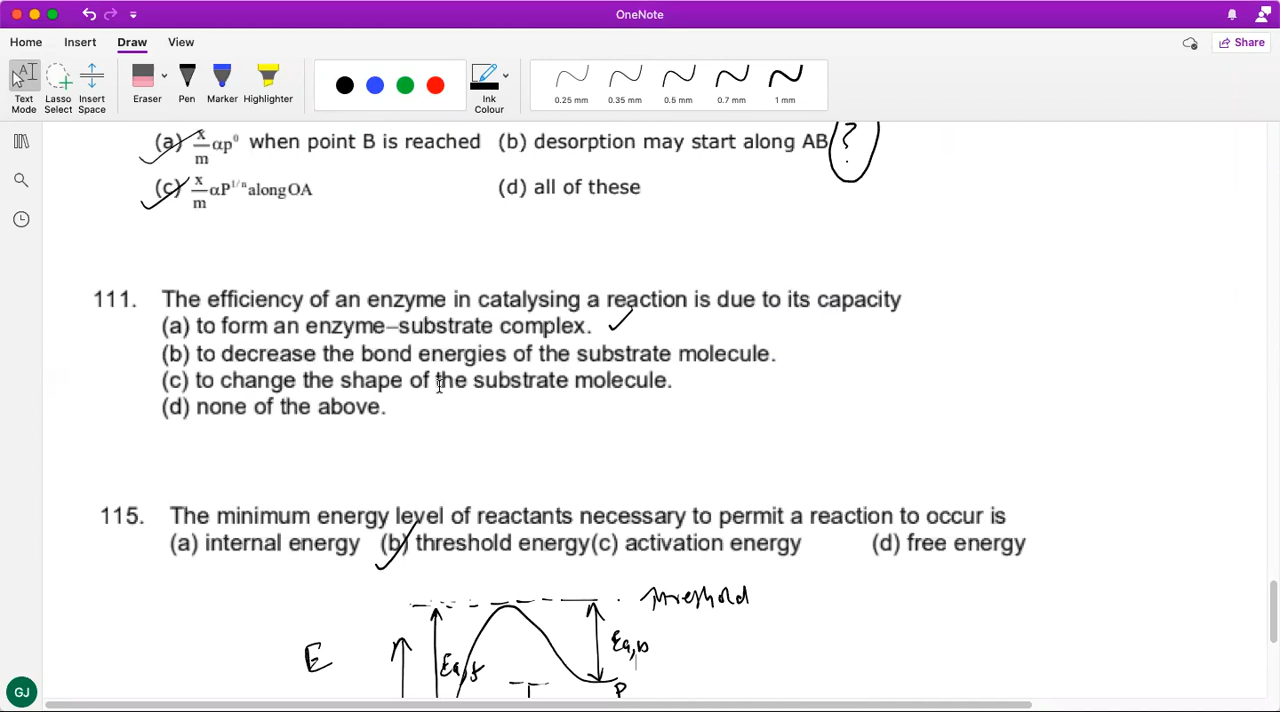 OneNote
Home Insert Draw View Share
Text Mode Lasso Select Insert Space Eraser Pen Marker Highlighter Ink Colour 0.25 mm 0.35 mm 0.5 mm 0.7 mm 1 mm
(a) x/m αp⁰ when point B is reached (b) desorption may start along AB ?
(c) x/m αP^1/n along OA (d) all of these
111. The efficiency of an enzyme in catalysing a reaction is due to its capacity
(a) to form an enzyme–substrate complex.
(b) to decrease the bond energies of the substrate molecule.
(c) to change the shape of the substrate molecule.
(d) none of the above.
115. The minimum energy level of reactants necessary to permit a reaction to occur is
(a) internal energy (b) threshold energy(c) activation energy (d) free energy
threshold
E Ea,f Ea,b
P
GJ